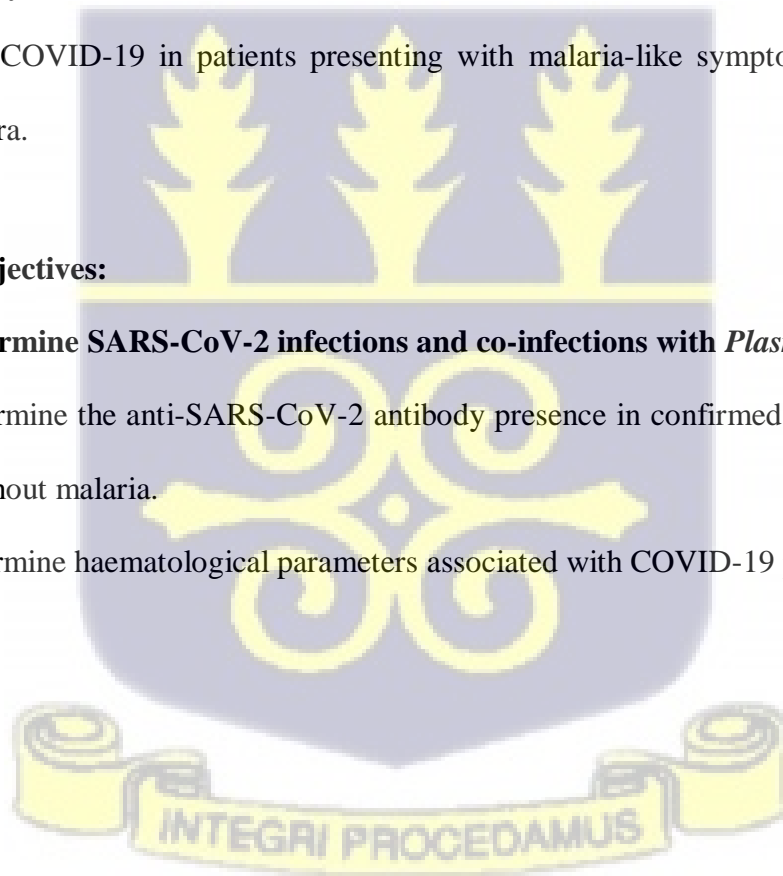 COVID-19 in patients presenting with malaria-like sympto
ra.
jectives:
rmine SARS-CoV-2 infections and co-infections with Plas
rmine the anti-SARS-CoV-2 antibody presence in confirmed
out malaria.
rmine haematological parameters associated with COVID-19
INTEGRI PROCEDAMUS